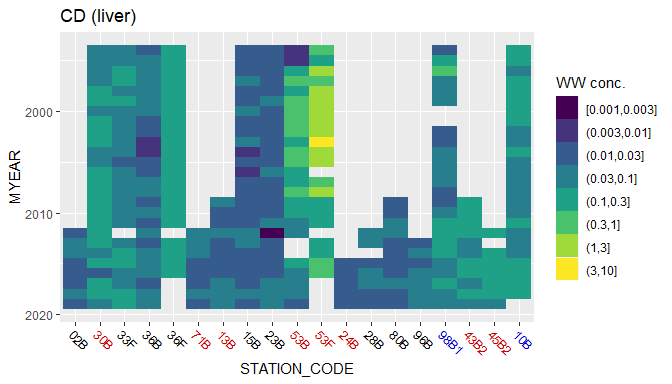 CD (liver)
MYEAR
2000
2010
2020
02B 30B 33F 36B 36F 71B 13B 15B 23B 53B 53F 24B 28B 80B 96B 98B1 43B2 45B2 10B
STATION_CODE
WW conc.
[0.001,0.003]
(0.003,0.01]
(0.01,0.03]
(0.03,0.1]
(0.1,0.3]
(0.3,1]
(1,3]
(3,10]